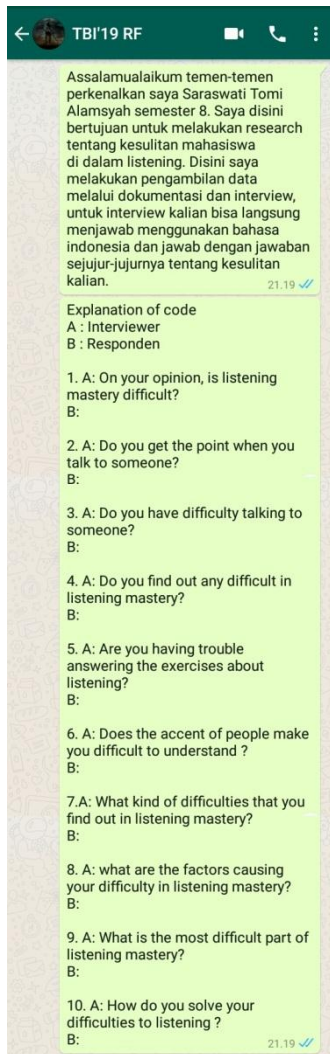 TBI'19 RF
Assalamualaikum temen-temen
perkenalkan saya Saraswati Tomi
Alamsyah semester 8. Saya disini
bertujuan untuk melakukan research
tentang kesulitan mahasiswa
di dalam listening. Disini saya
melakukan pengambilan data
melalui dokumentasi dan interview,
untuk interview kalian bisa langsung
menjawab menggunakan bahasa
indonesia dan jawab dengan jawaban
sejujur-jujurnya tentang kesulitan
kalian.
21.19
Explanation of code
A : Interviewer
B : Responden
1. A: On your opinion, is listening
mastery difficult?
B:
2. A: Do you get the point when you
talk to someone?
B:
3. A: Do you have difficulty talking to
someone?
B:
4. A: Do you find out any difficult in
listening mastery?
B:
5. A: Are you having trouble
answering the exercises about
listening?
B:
6. A: Does the accent of people make
you difficult to understand ?
B:
7.A: What kind of difficulties that you
find out in listening mastery?
B:
8. A: what are the factors causing
your difficulty in listening mastery?
B:
9. A: What is the most difficult part of
listening mastery?
B:
10. A: How do you solve your
difficulties to listening ?
B:
21.19